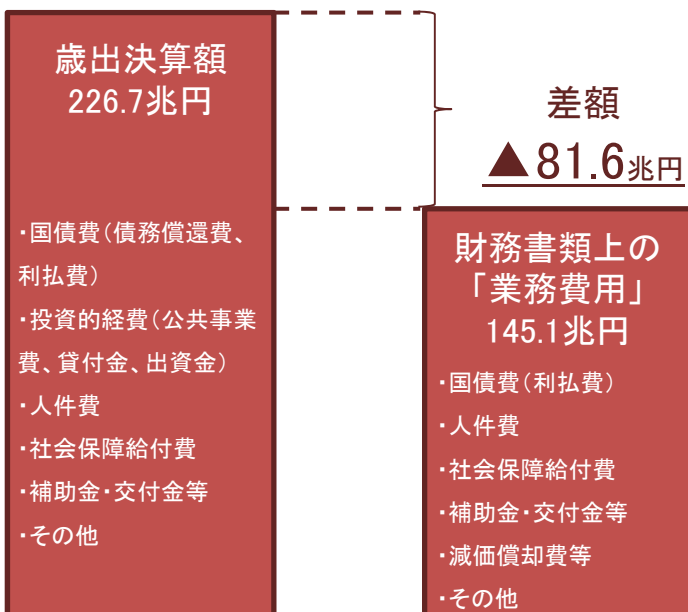 歳出決算額
226.7兆円
・国債費（債務償還費、
利払費）
・投資的経費（公共事業
費、貸付金、出資金）
・人件費
・社会保障給付費
・補助金・交付金等
・その他
差額
▲81.6兆円
財務書類上の
「業務費用」
145.1兆円
・国債費（利払費）
・人件費
・社会保障給付費
・補助金・交付金等
・減価償却費等
・その他